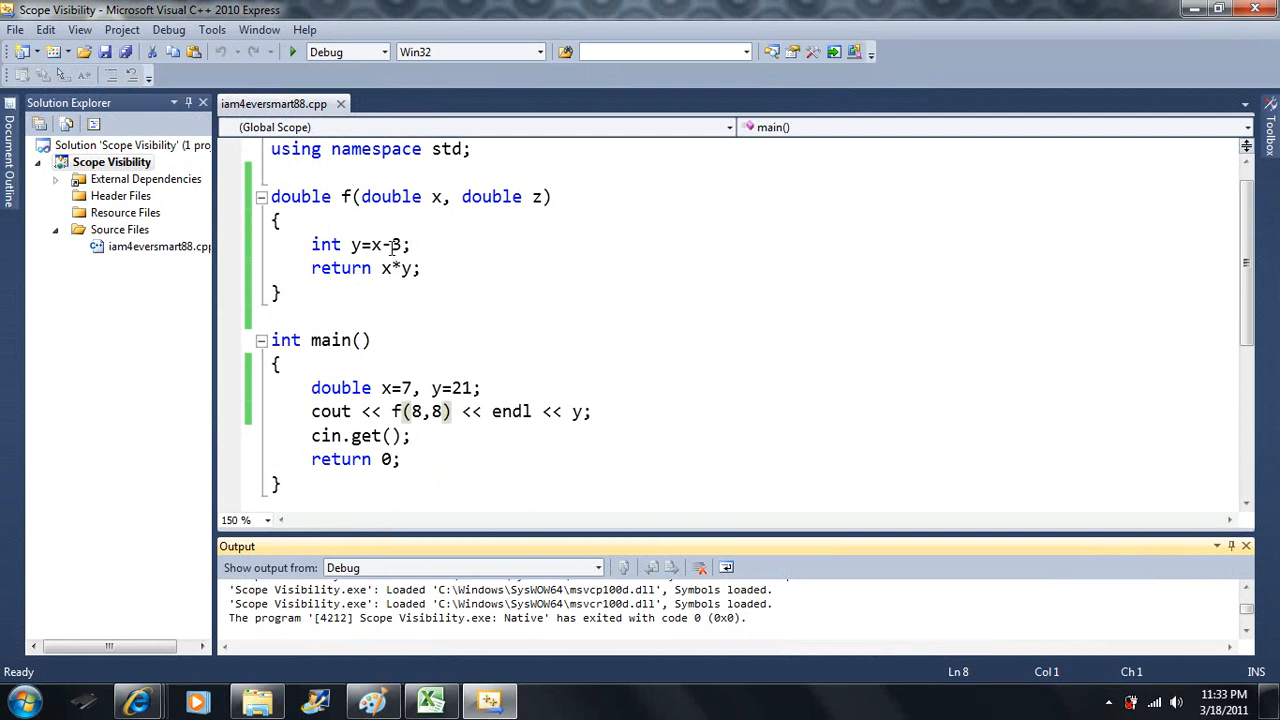 Scope Visibility - Microsoft Visual C++ 2010 Express
File Edit View Project Debug Tools Window Help
Debug Win32
Solution Explorer
iam4eversmart88.cpp
(Global Scope) main()
Document Outline
Toolbox
Solution 'Scope Visibility' (1 proj
Scope Visibility
External Dependencies
Header Files
Resource Files
Source Files
iam4eversmart88.cpp
using namespace std;
double f(double x, double z)
{
int y=x-3;
return x*y;
}
int main()
{
double x=7, y=21;
cout << f(8,8) << endl << y;
cin.get();
return 0;
}
150 %
Output
Show output from: Debug
'Scope Visibility.exe': Loaded 'C:\Windows\SysWOW64\msvcp100d.dll', Symbols loaded.
'Scope Visibility.exe': Loaded 'C:\Windows\SysWOW64\msvcr100d.dll', Symbols loaded.
The program '[4212] Scope Visibility.exe: Native' has exited with code 0 (0x0).
Ready Ln 8 Col 1 Ch 1 INS
11:33 PM
3/18/2011